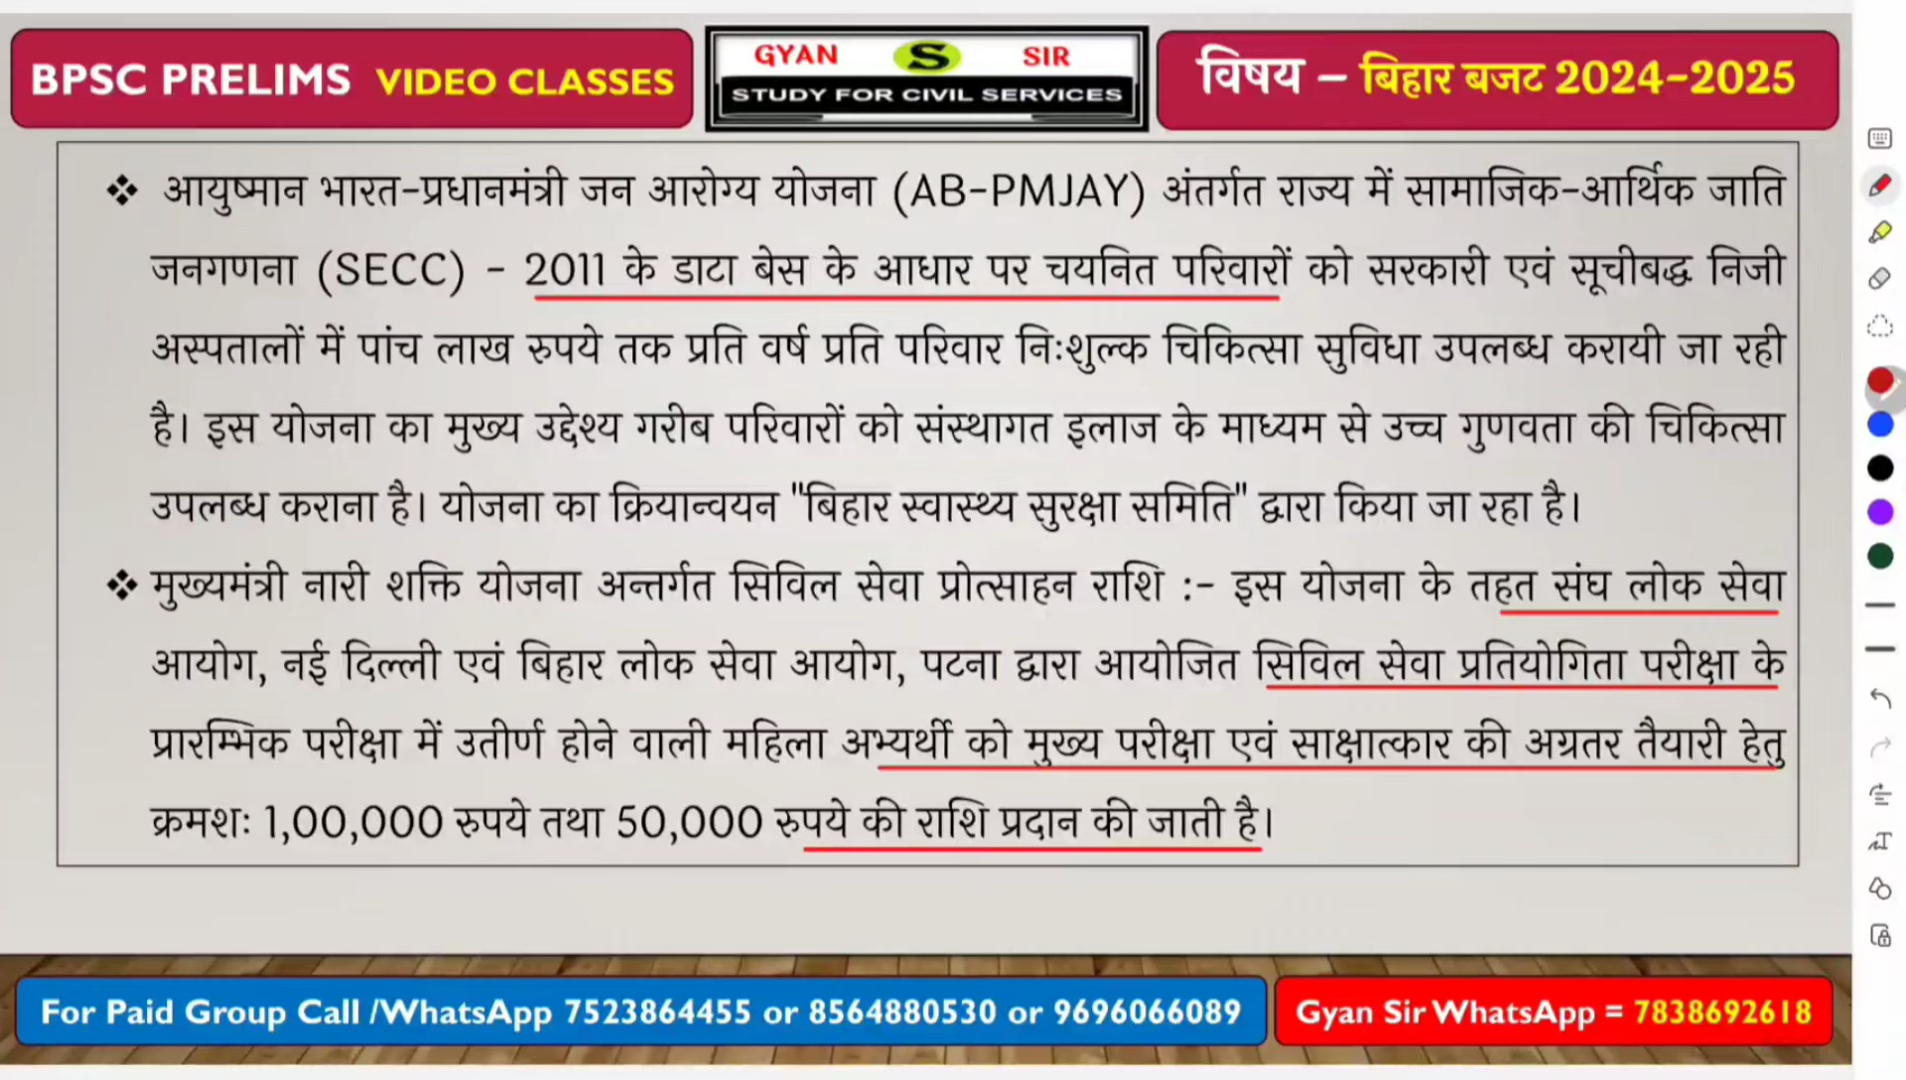 BPSC PRELIMS VIDEO CLASSES
GYAN S SIR
STUDY FOR CIVIL SERVICES
विषय – बिहार बजट 2024-2025
❖ आयुष्मान भारत-प्रधानमंत्री जन आरोग्य योजना (AB-PMJAY) अंतर्गत राज्य में सामाजिक-आर्थिक जाति
जनगणना (SECC) - 2011 के डाटा बेस के आधार पर चयनित परिवारों को सरकारी एवं सूचीबद्ध निजी
अस्पतालों में पांच लाख रुपये तक प्रति वर्ष प्रति परिवार निःशुल्क चिकित्सा सुविधा उपलब्ध करायी जा रही
है। इस योजना का मुख्य उद्देश्य गरीब परिवारों को संस्थागत इलाज के माध्यम से उच्च गुणवता की चिकित्सा
उपलब्ध कराना है। योजना का क्रियान्वयन "बिहार स्वास्थ्य सुरक्षा समिति" द्वारा किया जा रहा है।
❖ मुख्यमंत्री नारी शक्ति योजना अन्तर्गत सिविल सेवा प्रोत्साहन राशि :- इस योजना के तहत संघ लोक सेवा
आयोग, नई दिल्ली एवं बिहार लोक सेवा आयोग, पटना द्वारा आयोजित सिविल सेवा प्रतियोगिता परीक्षा के
प्रारम्भिक परीक्षा में उतीर्ण होने वाली महिला अभ्यर्थी को मुख्य परीक्षा एवं साक्षात्कार की अग्रतर तैयारी हेतु
क्रमशः 1,00,000 रुपये तथा 50,000 रुपये की राशि प्रदान की जाती है।
For Paid Group Call /WhatsApp 7523864455 or 8564880530 or 9696066089
Gyan Sir WhatsApp = 7838692618